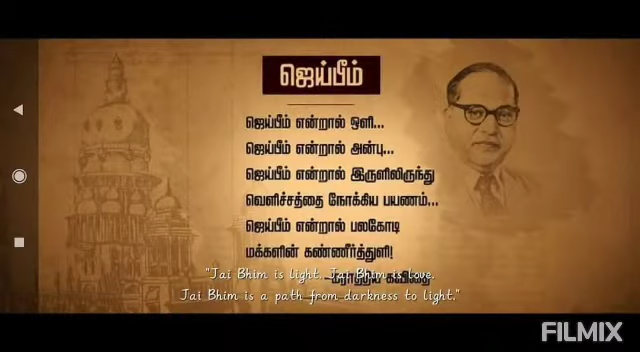 ஜெய்பீம்
ஜெய்பீம் என்றால் ஒளி...
ஜெய்பீம் என்றால் அன்பு...
ஜெய்பீம் என்றால் இருளிலிருந்து
வெளிச்சத்தை நோக்கிய பயணம்...
ஜெய்பீம் என்றால் பலகோடி
மக்களின் கண்ணீர்த்துளி!
கவிதை
"Jai Bhim is light. Jai Bhim is love.
Jai Bhim is a path from darkness to light."
FILMIX